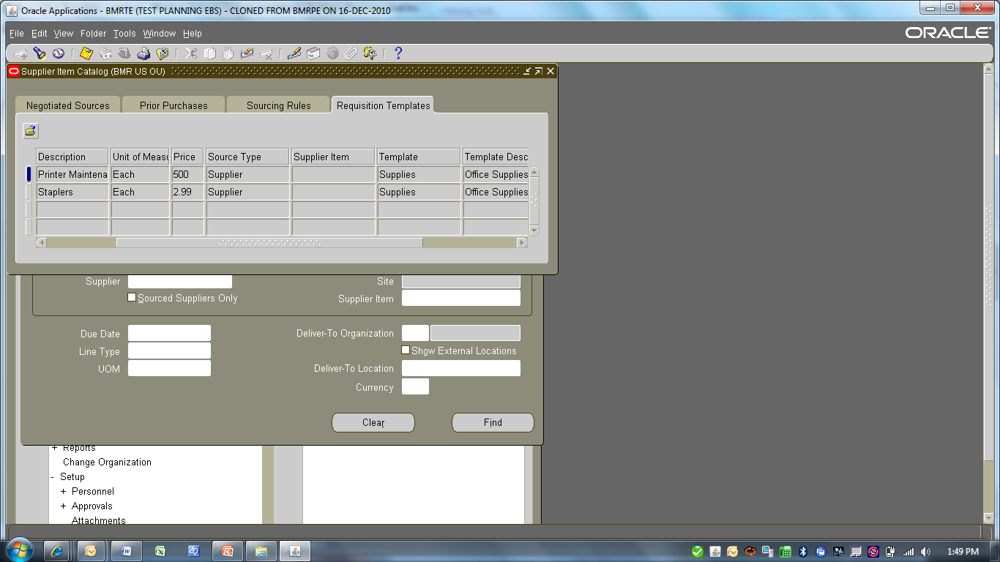 Oracle Applications - BMRTE (TEST PLANNING EBS) - CLONED FROM BMRPE ON 16-DEC-2010
File Edit View Folder Tools Window Help
ORACLE
Supplier Item Catalog (BMR US OU)
Negotiated Sources Prior Purchases Sourcing Rules Requisition Templates
Description Unit of Measu Price Source Type Supplier Item Template Template Desc
Printer Maintena Each 500 Supplier Supplies Office Supplies
Staplers Each 2.99 Supplier Supplies Office Supplies
Supplier Site
Sourced Suppliers Only Supplier Item
Due Date Deliver-To Organization
Line Type Show External Locations
UOM Deliver-To Location
Currency
Clear Find
+ Reports
Change Organization
- Setup
+ Personnel
+ Approvals
Attachments
1:49 PM